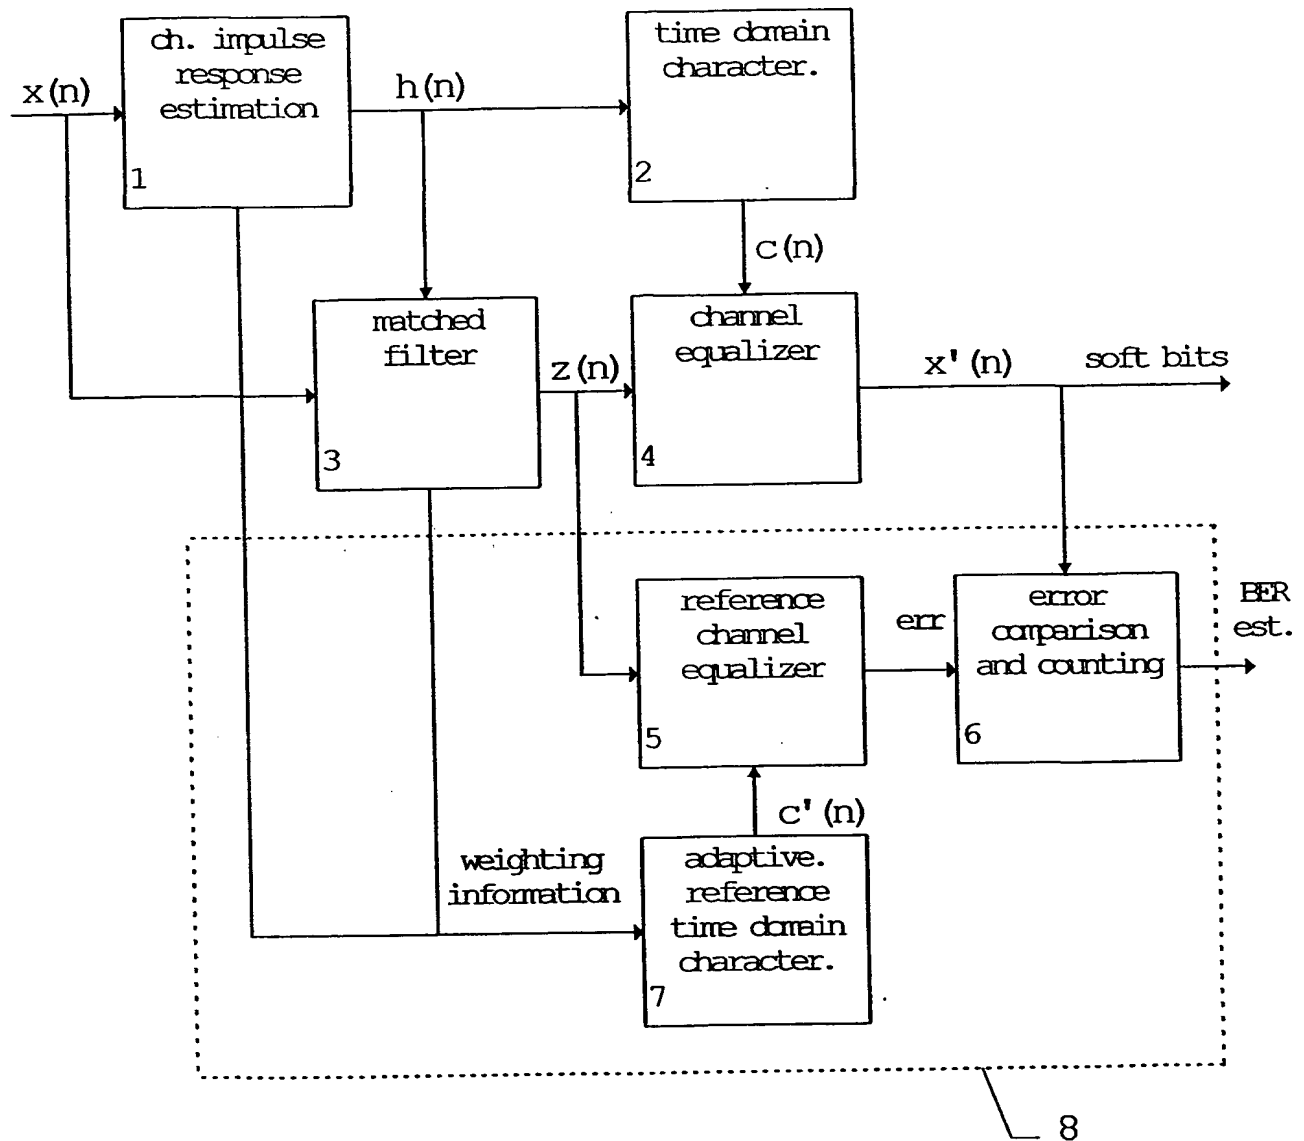 x(n)
ch. impulse
response
estimation
1
h(n)
time domain
character.
2
c(n)
matched
filter
3
z(n)
channel
equalizer
4
x'(n)
soft bits
reference
channel
equalizer
5
err
error
comparison
and counting
6
BER
est.
c'(n)
weighting
information
adaptive.
reference
time domain
character.
7
8